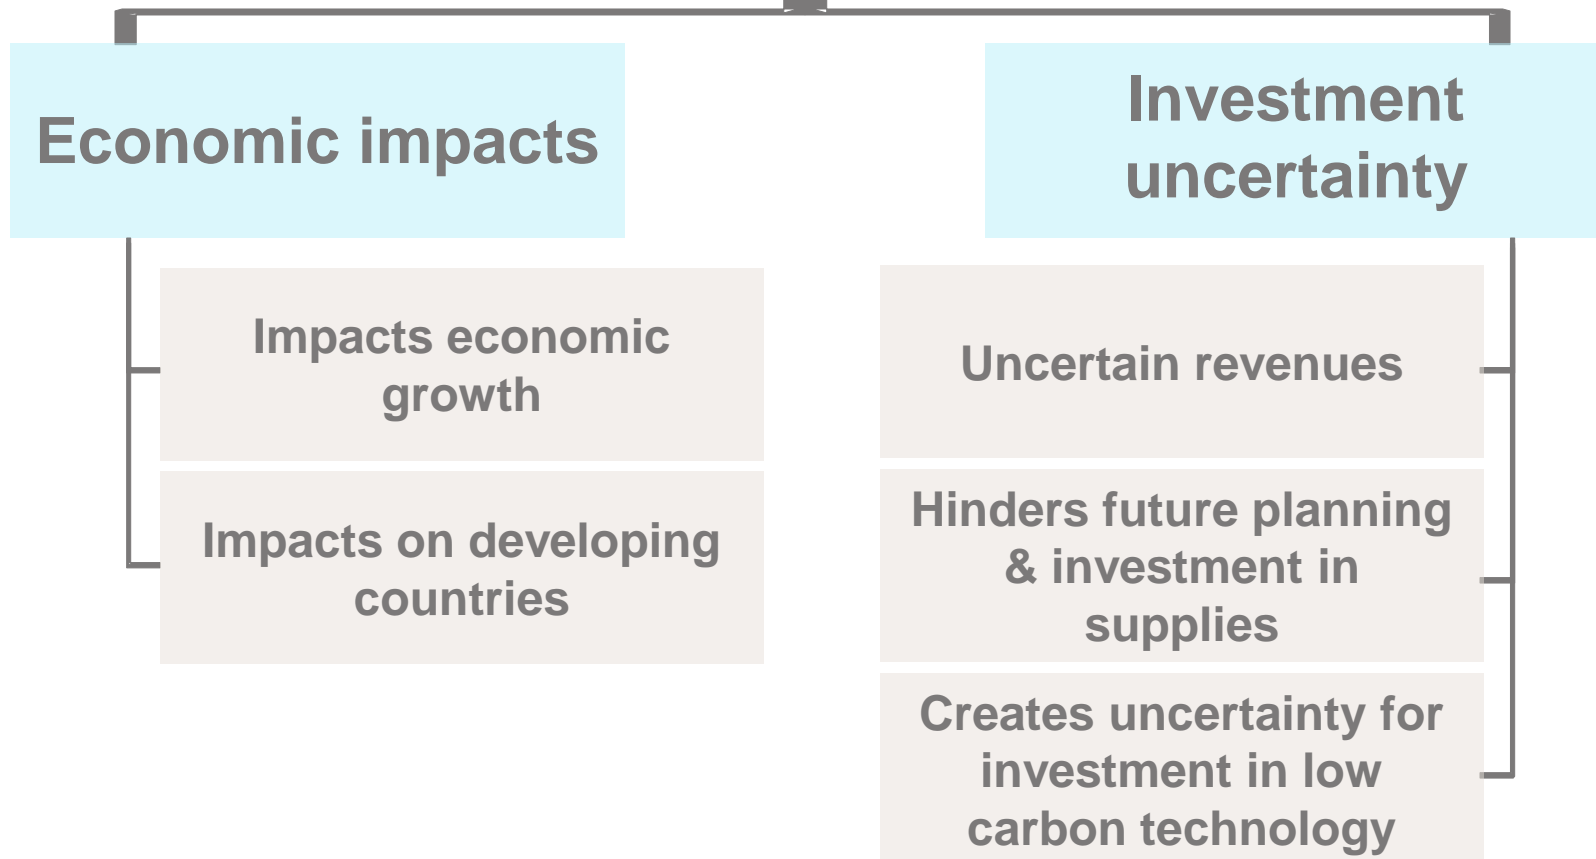 Economic impacts
Impacts economic
growth
Impacts on developing
countries
Investment
uncertainty
Uncertain revenues
Hinders future planning
& investment in
supplies
Creates uncertainty for
investment in low
carbon technology